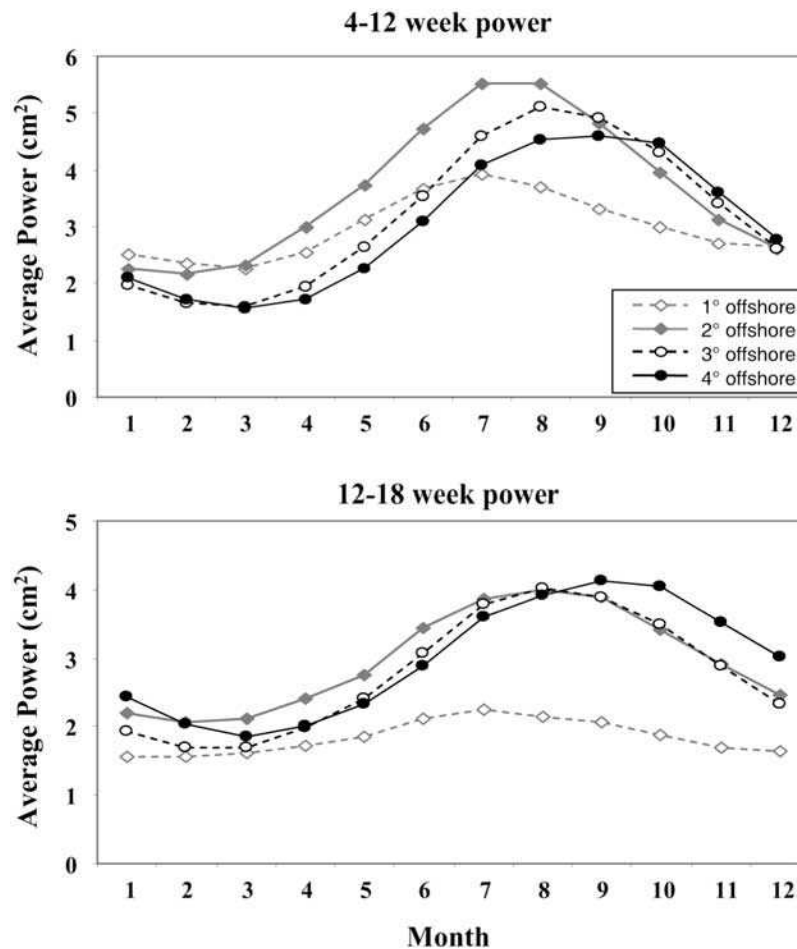 4-12 week power
Average Power (cm²)
6
5
4
3
2
1
0
1° offshore
2° offshore
3° offshore
4° offshore
1 2 3 4 5 6 7 8 9 10 11 12
12-18 week power
Average Power (cm²)
5
4
3
2
1
0
1 2 3 4 5 6 7 8 9 10 11 12
Month